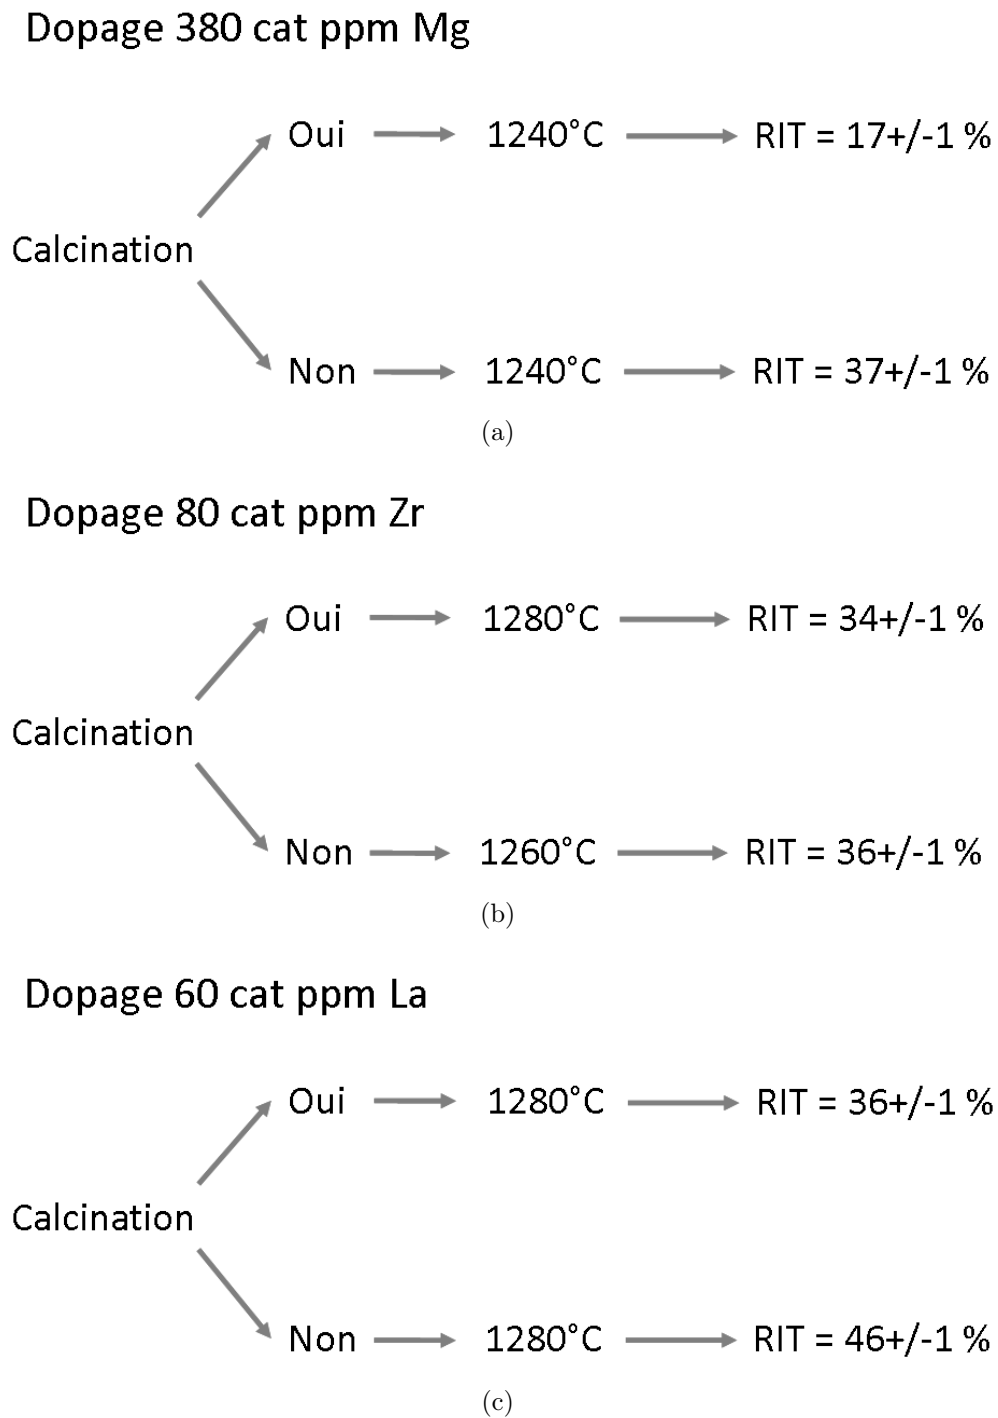 Dopage 380 cat ppm Mg
Oui 1240°C RIT = 17+/-1 %
Calcination
Non 1240°C RIT = 37+/-1 %
(a)
Dopage 80 cat ppm Zr
Oui 1280°C RIT = 34+/-1 %
Calcination
Non 1260°C RIT = 36+/-1 %
(b)
Dopage 60 cat ppm La
Oui 1280°C RIT = 36+/-1 %
Calcination
Non 1280°C RIT = 46+/-1 %
(c)